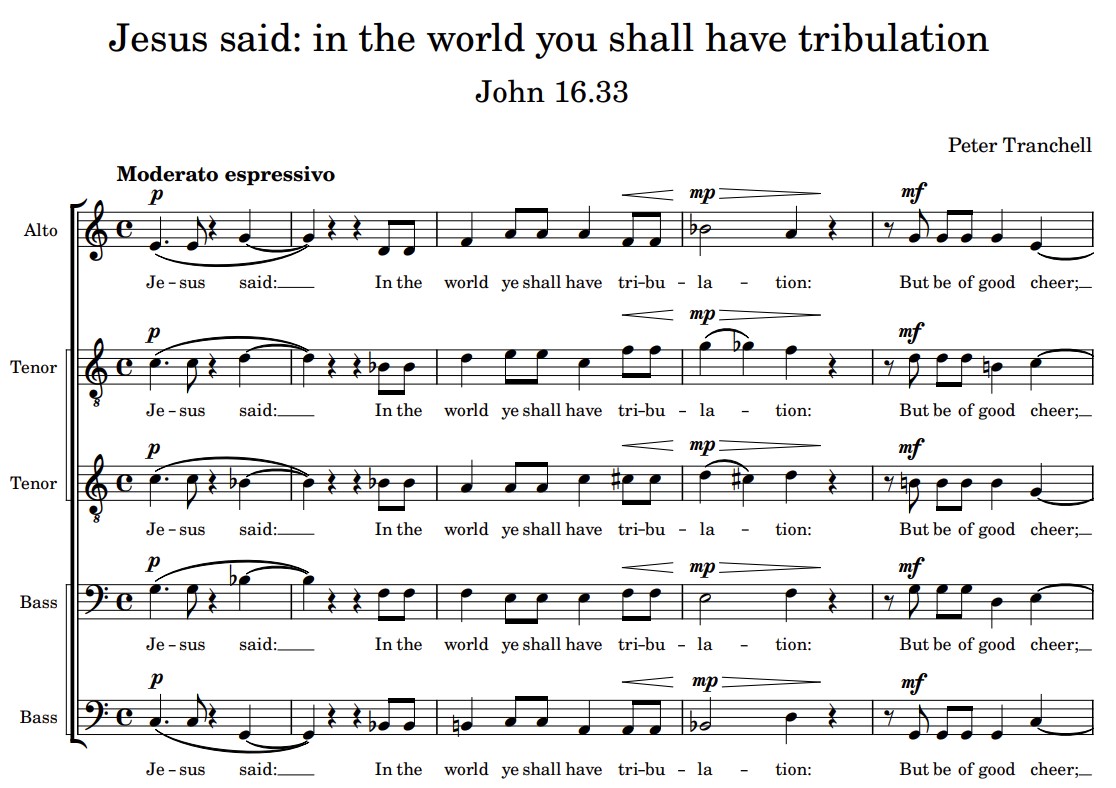 Jesus said: in the world you shall have tribulation
John 16.33
Peter Tranchell
Moderato espressivo
p mp mf
Alto
Je - sus said: In the world ye shall have tri - bu - la - tion: But be of good cheer;
p mp mf
Tenor
8
Je - sus said: In the world ye shall have tri - bu - la - tion: But be of good cheer;
p mp mf
Tenor
8
Je - sus said: In the world ye shall have tri - bu - la - tion: But be of good cheer;
p mp mf
Bass
Je - sus said: In the world ye shall have tri - bu - la - tion: But be of good cheer;
p mp mf
Bass
Je - sus said: In the world ye shall have tri - bu - la - tion: But be of good cheer;